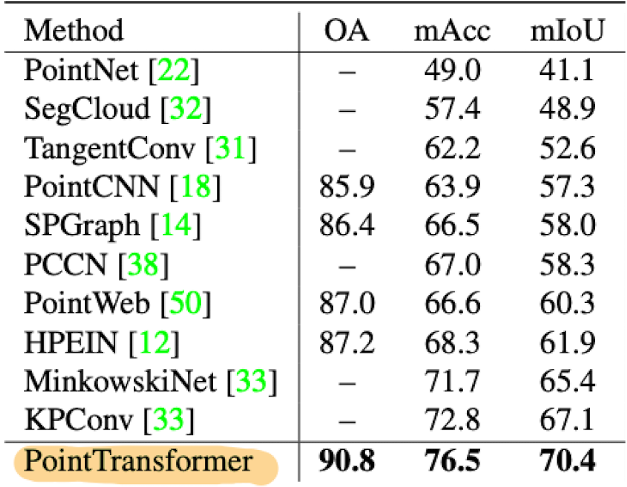 Method OA mAcc mIoU
PointNet [22] – 49.0 41.1
SegCloud [32] – 57.4 48.9
TangentConv [31] – 62.2 52.6
PointCNN [18] 85.9 63.9 57.3
SPGraph [14] 86.4 66.5 58.0
PCCN [38] – 67.0 58.3
PointWeb [50] 87.0 66.6 60.3
HPEIN [12] 87.2 68.3 61.9
MinkowskiNet [33] – 71.7 65.4
KPConv [33] – 72.8 67.1
PointTransformer 90.8 76.5 70.4